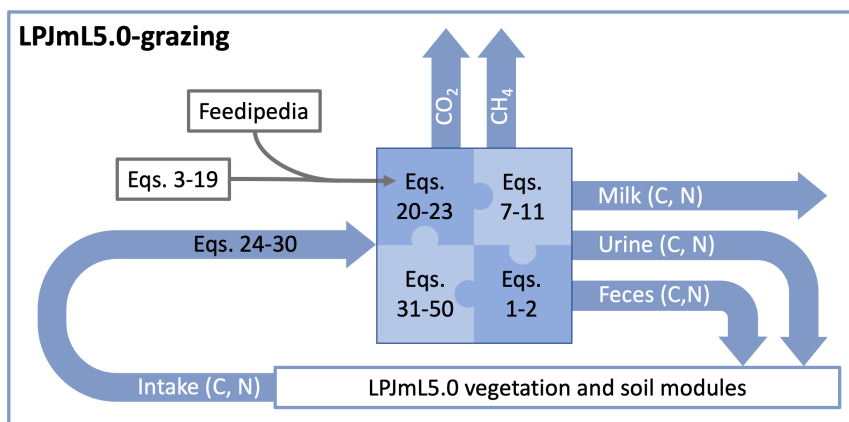 LPJmL5.0-grazing
CO₂
CH₄
Feedipedia
Eqs. 3-19
Eqs.
20-23
Eqs.
7-11
Milk (C, N)
Eqs. 24-30
Urine (C, N)
Eqs.
31-50
Eqs.
1-2
Feces (C,N)
Intake (C, N)
LPJmL5.0 vegetation and soil modules